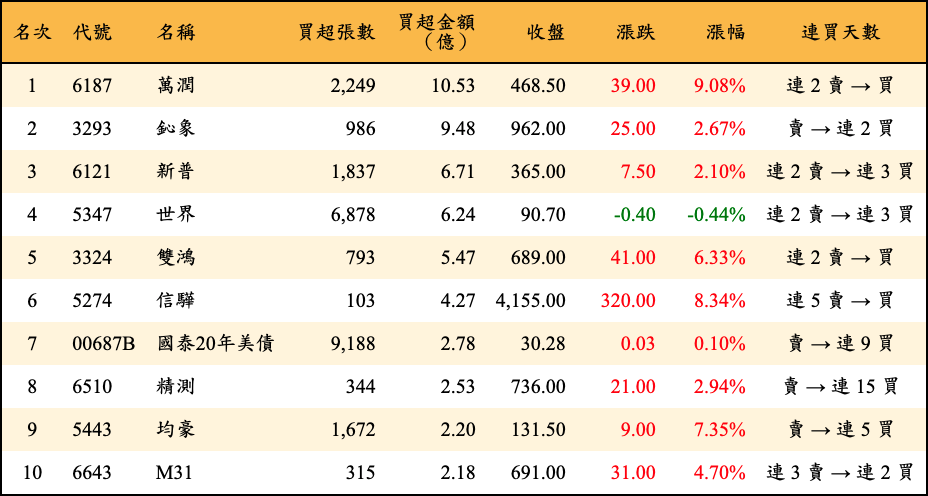 名次 代號 名稱 買超張數 買超金額（億） 收盤 漲跌 漲幅 連買天數
1 6187 萬潤 2,249 10.53 468.50 39.00 9.08% 連 2 賣 → 買
2 3293 鈊象 986 9.48 962.00 25.00 2.67% 賣 → 連 2 買
3 6121 新普 1,837 6.71 365.00 7.50 2.10% 連 2 賣 → 連 3 買
4 5347 世界 6,878 6.24 90.70 -0.40 -0.44% 連 2 賣 → 連 3 買
5 3324 雙鴻 793 5.47 689.00 41.00 6.33% 連 2 賣 → 買
6 5274 信驊 103 4.27 4,155.00 320.00 8.34% 連 5 賣 → 買
7 00687B 國泰20年美債 9,188 2.78 30.28 0.03 0.10% 賣 → 連 9 買
8 6510 精測 344 2.53 736.00 21.00 2.94% 賣 → 連 15 買
9 5443 均豪 1,672 2.20 131.50 9.00 7.35% 賣 → 連 5 買
10 6643 M31 315 2.18 691.00 31.00 4.70% 連 3 賣 → 連 2 買